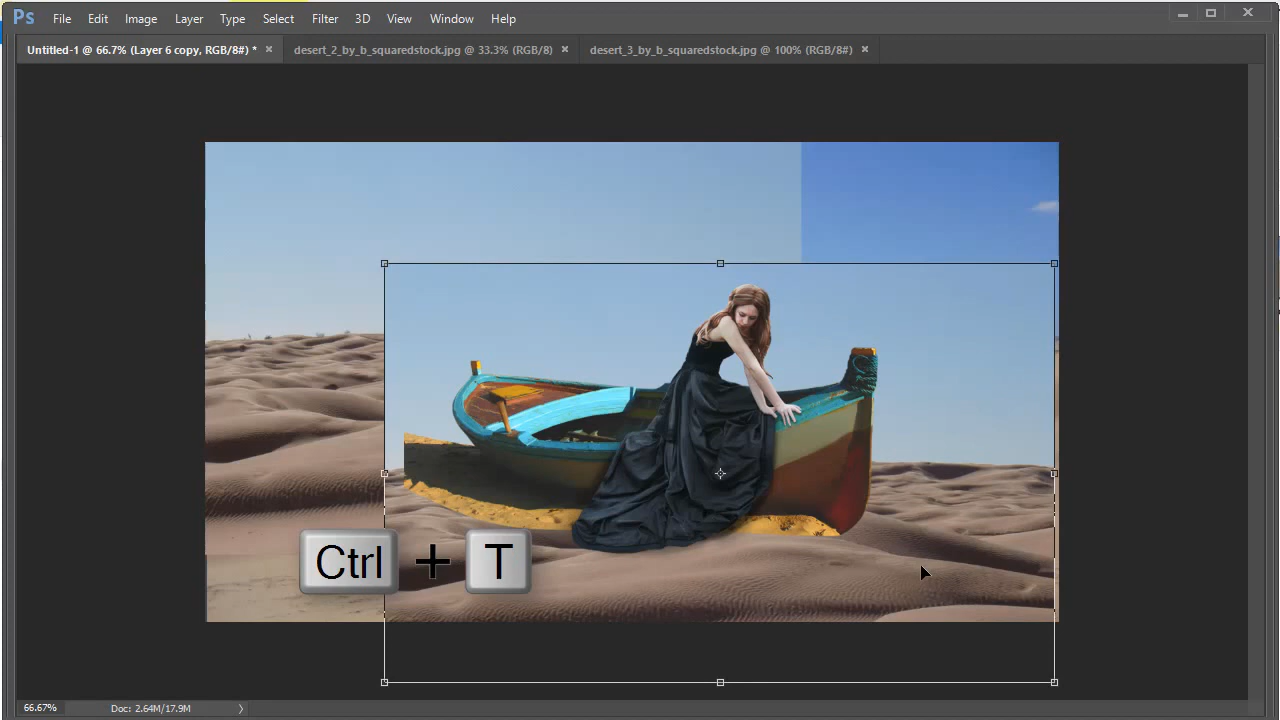 Ps File Edit Image Layer Type Select Filter 3D View Window Help
Untitled-1 @ 66.7% (Layer 6 copy, RGB/8#) * × desert_2_by_b_squaredstock.jpg @ 33.3% (RGB/8) × desert_3_by_b_squaredstock.jpg @ 100% (RGB/8#) ×
Ctrl + T
66.67% Doc: 2.64M/17.9M